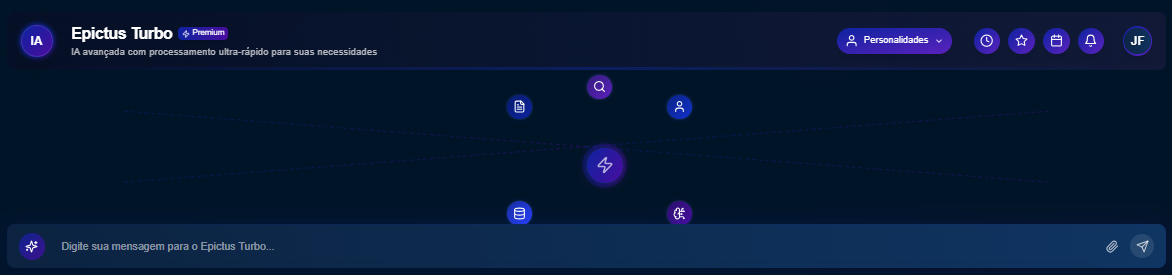 IA
Epictus Turbo Premium
IA avançada com processamento ultra-rápido para suas necessidades
Personalidades
JF
Digite sua mensagem para o Epictus Turbo...